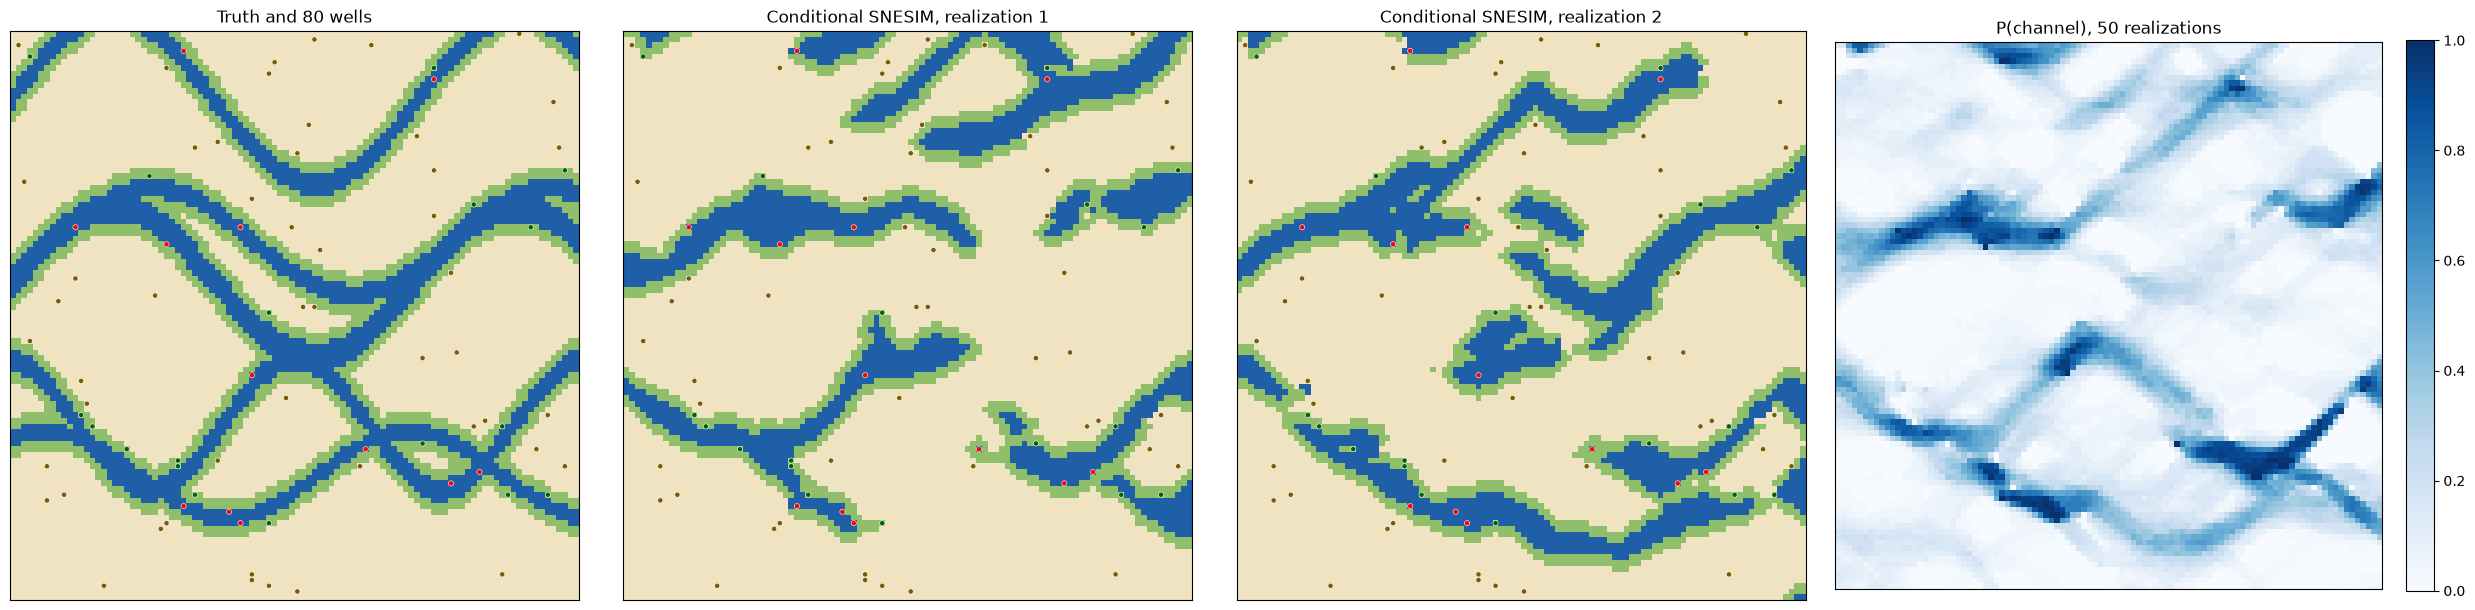 Truth and 80 wells
Conditional SNESIM, realization 1
Conditional SNESIM, realization 2
P(channel), 50 realizations
1.0
0.8
0.6
0.4
0.2
0.0